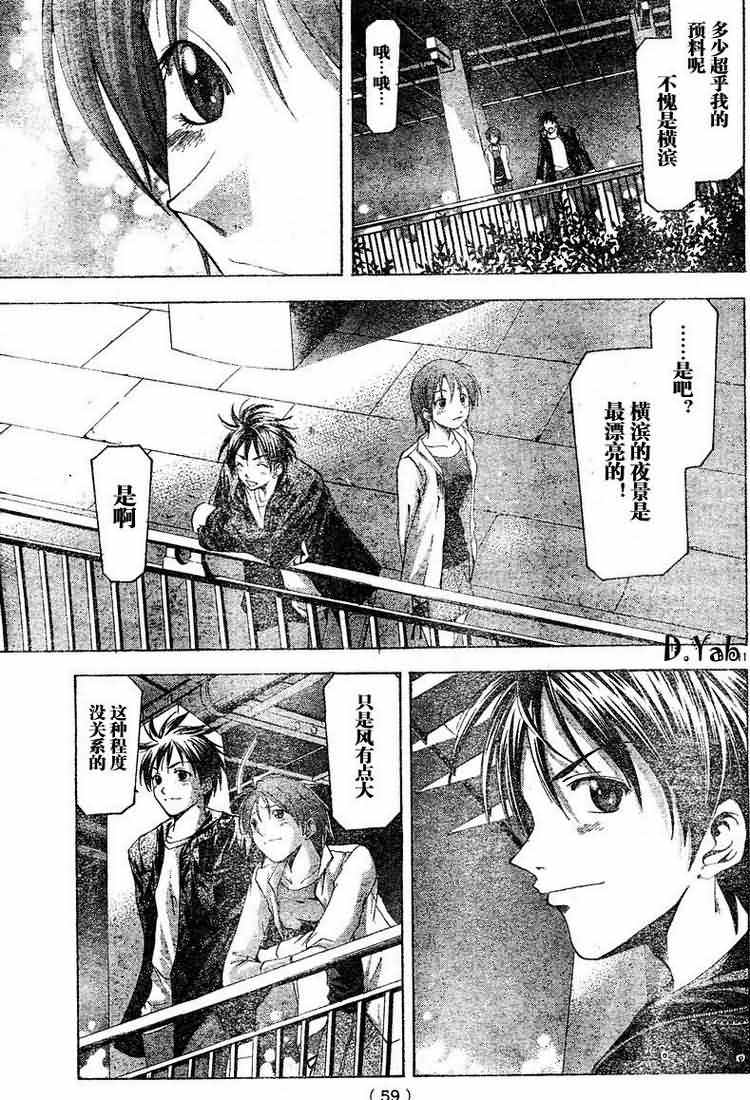 多少超乎我的
预料呢
不愧是横滨
哦…哦…
……是吧？
横滨的夜景是
最漂亮的！
是啊
D.Yah
只是风有点大
这种程度
没关系的
( 59 )